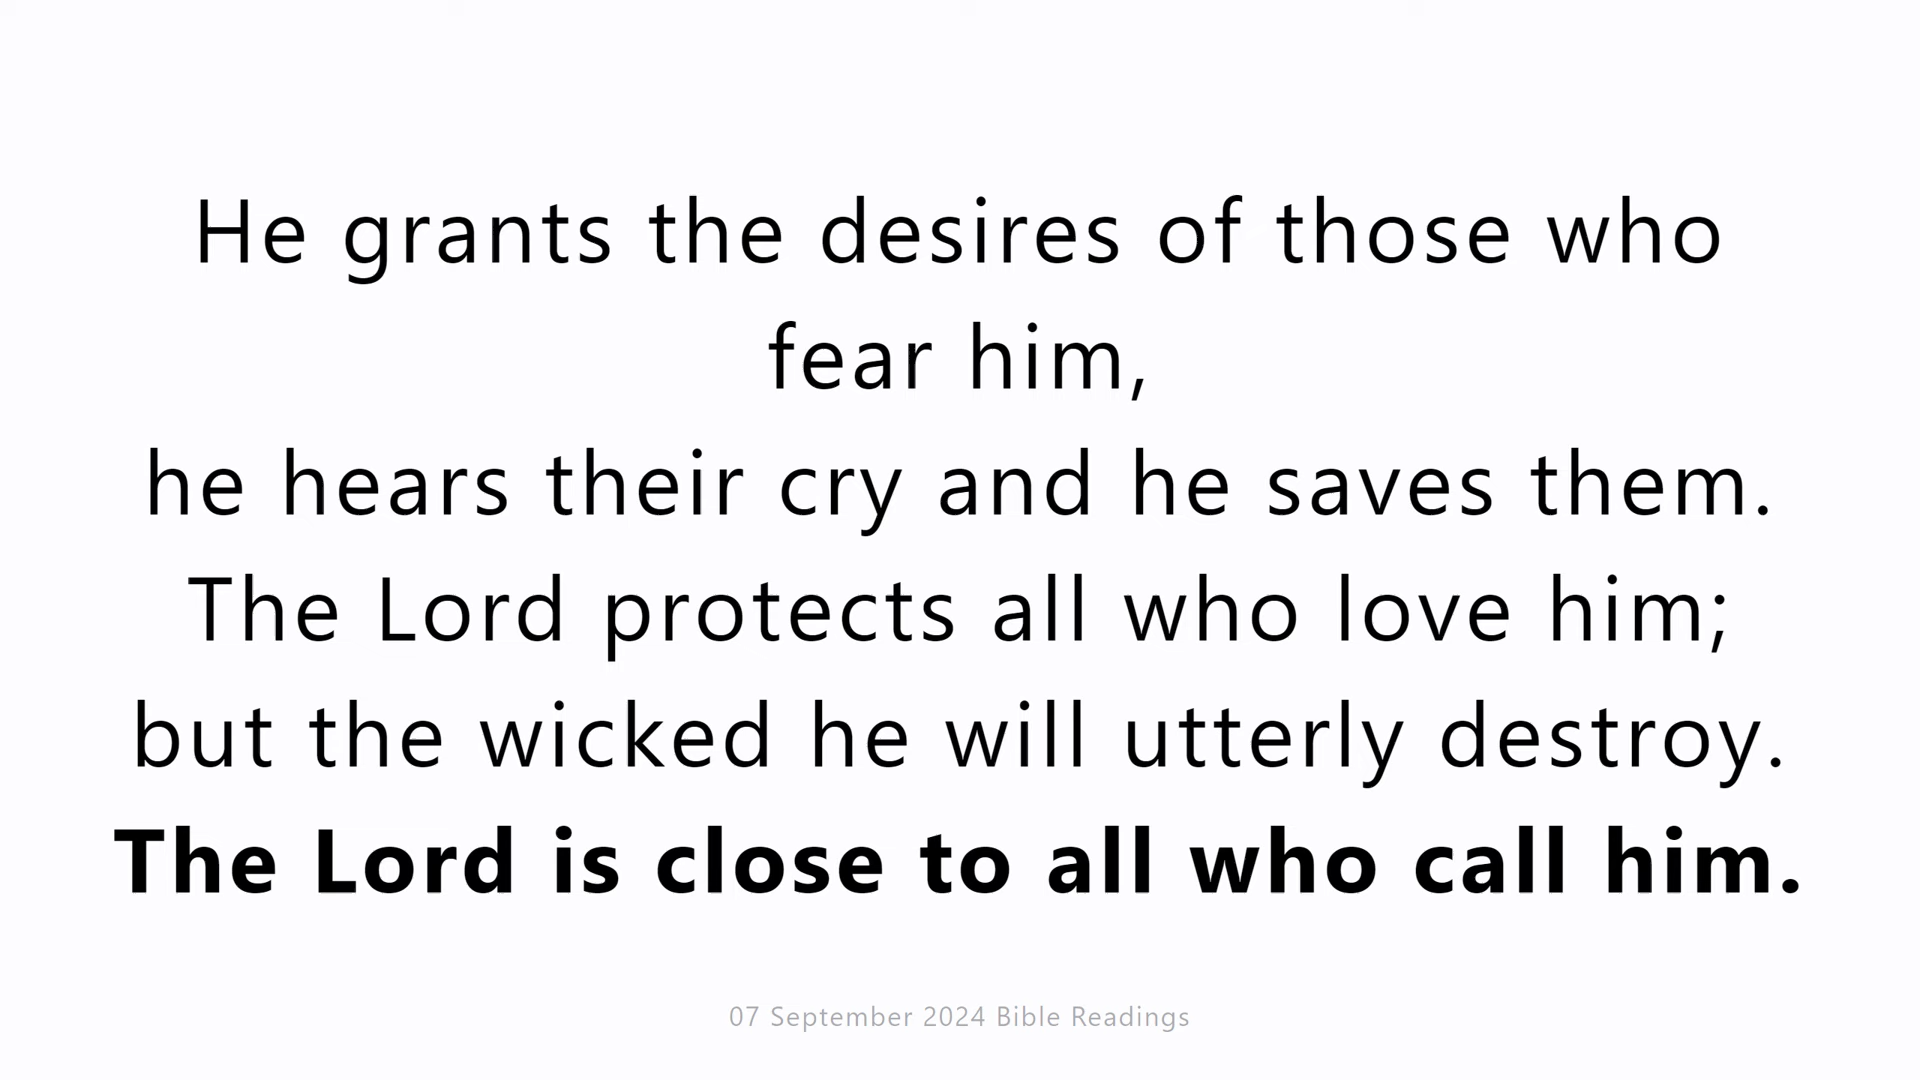 He grants the desires of those who
fear him,
he hears their cry and he saves them.
The Lord protects all who love him;
but the wicked he will utterly destroy.
The Lord is close to all who call him.
07 September 2024 Bible Readings